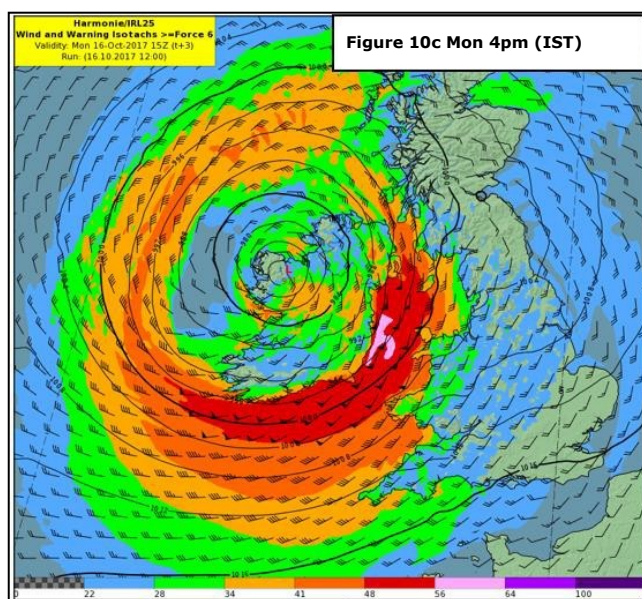 Harmonie/IRL25
Wind and Warning Isotachs >=Force 6
Validity: Mon 16-Oct-2017 15Z (t+3)
Run: (16.10.2017 12:00)
Figure 10c Mon 4pm (IST)
0 22 28 34 41 48 56 64 100